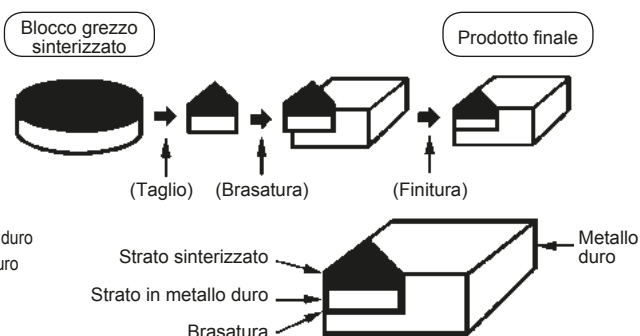 Blocco grezzo
sinterizzato
Prodotto finale
(Taglio)
(Brasatura)
(Finitura)
duro
uro
Strato sinterizzato
Strato in metallo duro
Brasatura
Metallo
duro